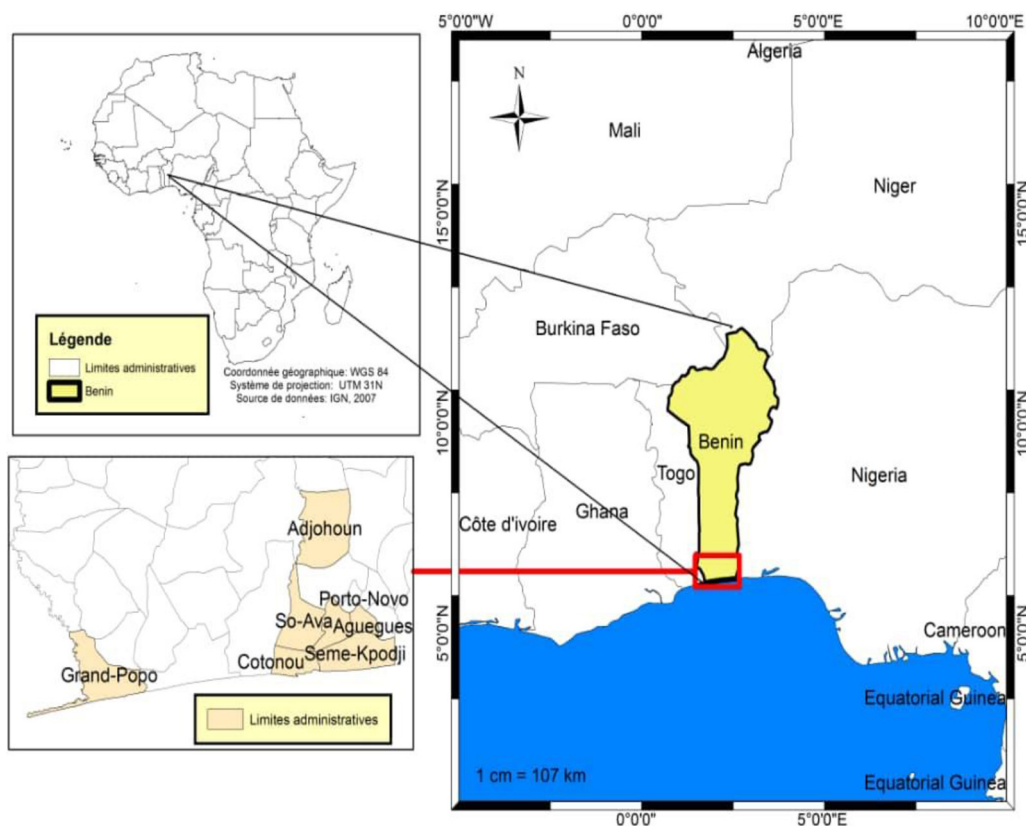 Légende
Limites administratives
Benin
Coordonnée géographique: WGS 84
Système de projection: UTM 31N
Source de données: IGN, 2007
Adjohoun
Porto-Novo
So-Ava
Aguegues
Cotonou
Seme-Kpodji
Grand-Popo
Limites administratives
5°0'0"W
0°0'0"
5°0'0"E
10°0'0"E
N
Algeria
Mali
Niger
15°0'0"N
15°0'0"N
Burkina Faso
10°0'0"N
10°0'0"N
Benin
Togo
Nigeria
Ghana
Côte d'ivoire
5°0'0"N
5°0'0"N
Cameroon
Equatorial Guinea
1 cm = 107 km
Equatorial Guinea
0°0'0"
5°0'0"E